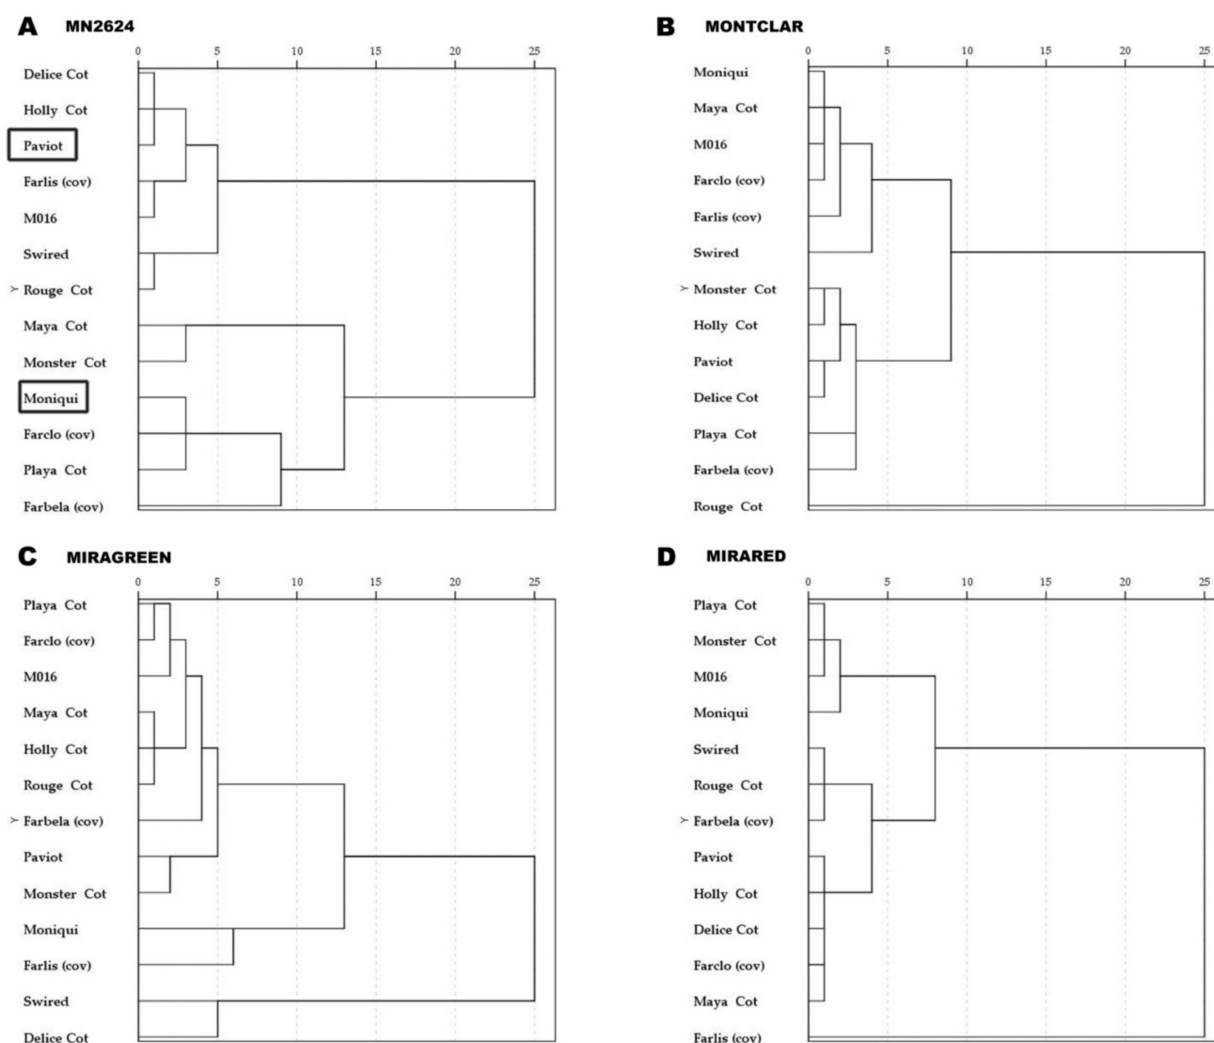 A MN2624
0 5 10 15 20 25
Delice Cot
Holly Cot
Paviot
Farlis (cov)
M016
Swired
Y Rouge Cot
Maya Cot
Monster Cot
Moniqui
Farclo (cov)
Playa Cot
Farbela (cov)
B MONTCLAR
0 5 10 15 20 25
Moniqui
Maya Cot
M016
Farclo (cov)
Farlis (cov)
Swired
Y Monster Cot
Holly Cot
Paviot
Delice Cot
Playa Cot
Farbela (cov)
Rouge Cot
C MIRAGREEN
0 5 10 15 20 25
Playa Cot
Farclo (cov)
M016
Maya Cot
Holly Cot
Rouge Cot
Y Farbela (cov)
Paviot
Monster Cot
Moniqui
Farlis (cov)
Swired
Delice Cot
D MIRARED
0 5 10 15 20 25
Playa Cot
Monster Cot
M016
Moniqui
Swired
Rouge Cot
Y Farbela (cov)
Paviot
Holly Cot
Delice Cot
Farclo (cov)
Maya Cot
Farlis (cov)